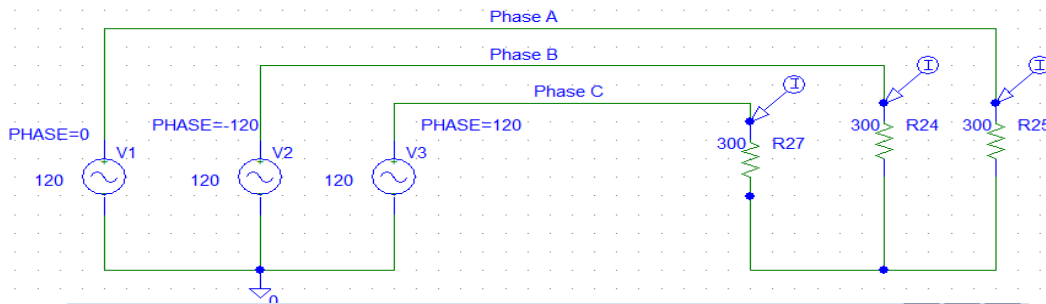 Phase A
Phase B
Phase C
PHASE=0
PHASE=-120
PHASE=120
V1
V2
V3
120
120
120
300
R27
300
R24
300
R25
I
I
I
0